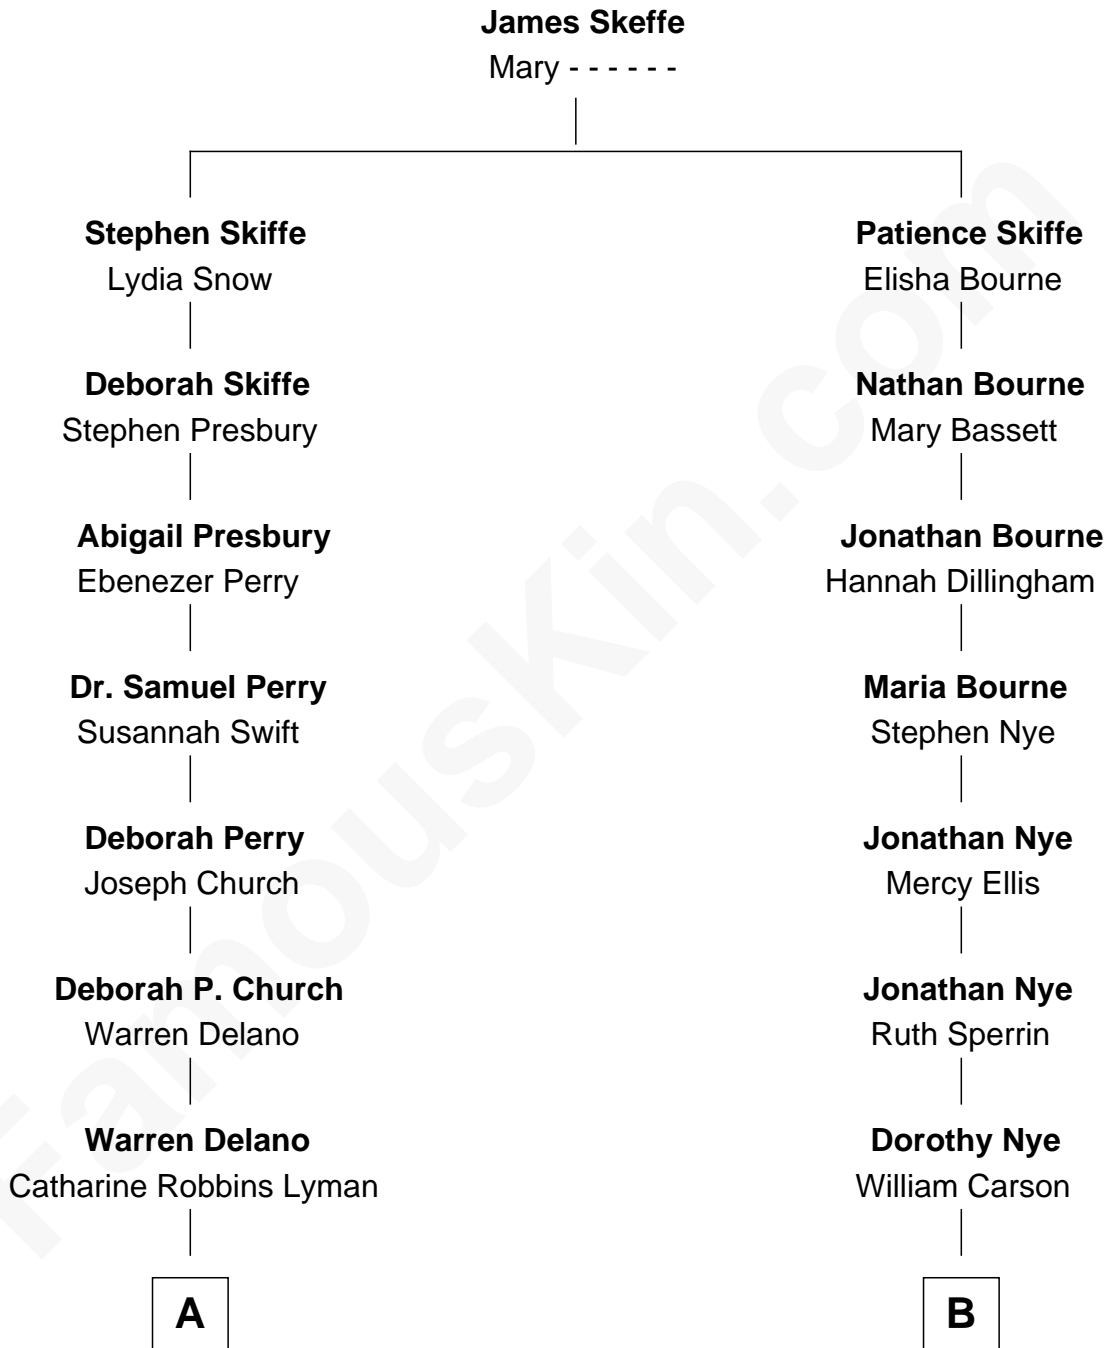 James Skeffe
Mary - - - - - -
Stephen Skiffe
Lydia Snow
Patience Skiffe
Elisha Bourne
Deborah Skiffe
Stephen Presbury
Nathan Bourne
Mary Bassett
Abigail Presbury
Ebenezer Perry
Jonathan Bourne
Hannah Dillingham
Dr. Samuel Perry
Susannah Swift
Maria Bourne
Stephen Nye
Deborah Perry
Joseph Church
Jonathan Nye
Mercy Ellis
Deborah P. Church
Warren Delano
Jonathan Nye
Ruth Sperrin
Warren Delano
Catharine Robbins Lyman
Dorothy Nye
William Carson
A
B
FamousKin.com